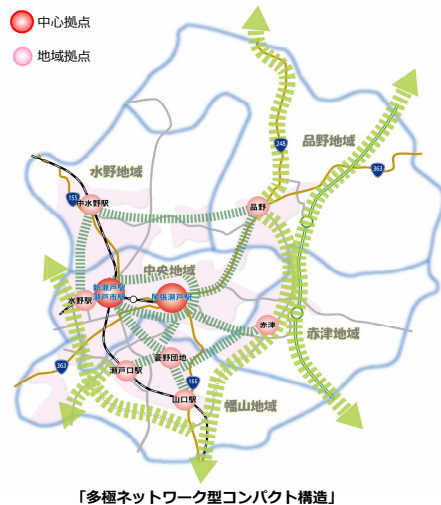 中心拠点
地域拠点
248
品野地域
363
水野地域
155
中水野駅
品野
中央地域
新瀬戸駅
瀬戸市駅
尾張瀬戸駅
水野駅
赤津
赤津地域
菱野団地
363
瀬戸口駅
155
山口駅
幡山地域
「多極ネットワーク型コンパクト構造」